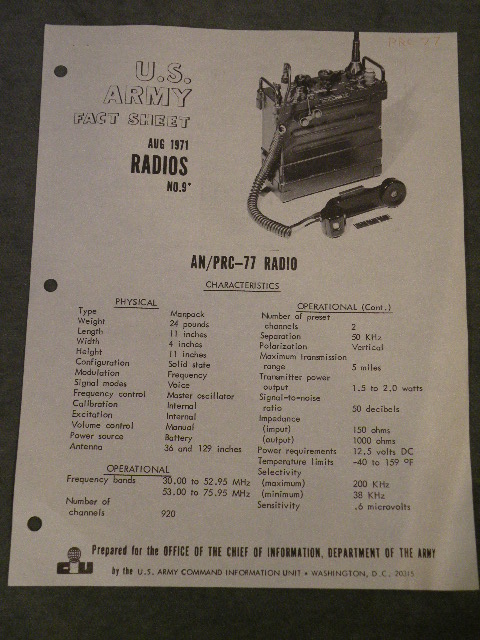 PRC 77
U.S.
ARMY
FACT SHEET
AUG 1971
RADIOS
NO.9*
AN/PRC-77 RADIO
CHARACTERISTICS
PHYSICAL
Type Manpack
Weight 24 pounds
Length 11 inches
Width 4 inches
Height 11 inches
Configuration Solid state
Modulation Frequency
Signal modes Voice
Frequency control Master oscillator
Calibration Internal
Excitation Internal
Volume control Manual
Power source Battery
Antenna 36 and 129 inches
OPERATIONAL
Frequency bands 30.00 to 52.95 MHz
53.00 to 75.95 MHz
Number of
channels 920
OPERATIONAL (Cont.)
Number of preset
channels 2
Separation 50 KHz
Polarization Vertical
Maximum transmission
range 5 miles
Transmitter power
output 1.5 to 2.0 watts
Signal-to-noise
ratio 50 decibels
Impedance
(imput) 150 ohms
(output) 1000 ohms
Power requirements 12.5 volts DC
Temperature limits -40 to 159 °F
Selectivity
(maximum) 200 KHz
(minimum) 38 KHz
Sensitivity .6 microvolts
Prepared for the OFFICE OF THE CHIEF OF INFORMATION, DEPARTMENT OF THE ARMY
by the U.S. ARMY COMMAND INFORMATION UNIT • WASHINGTON, D.C. 20315